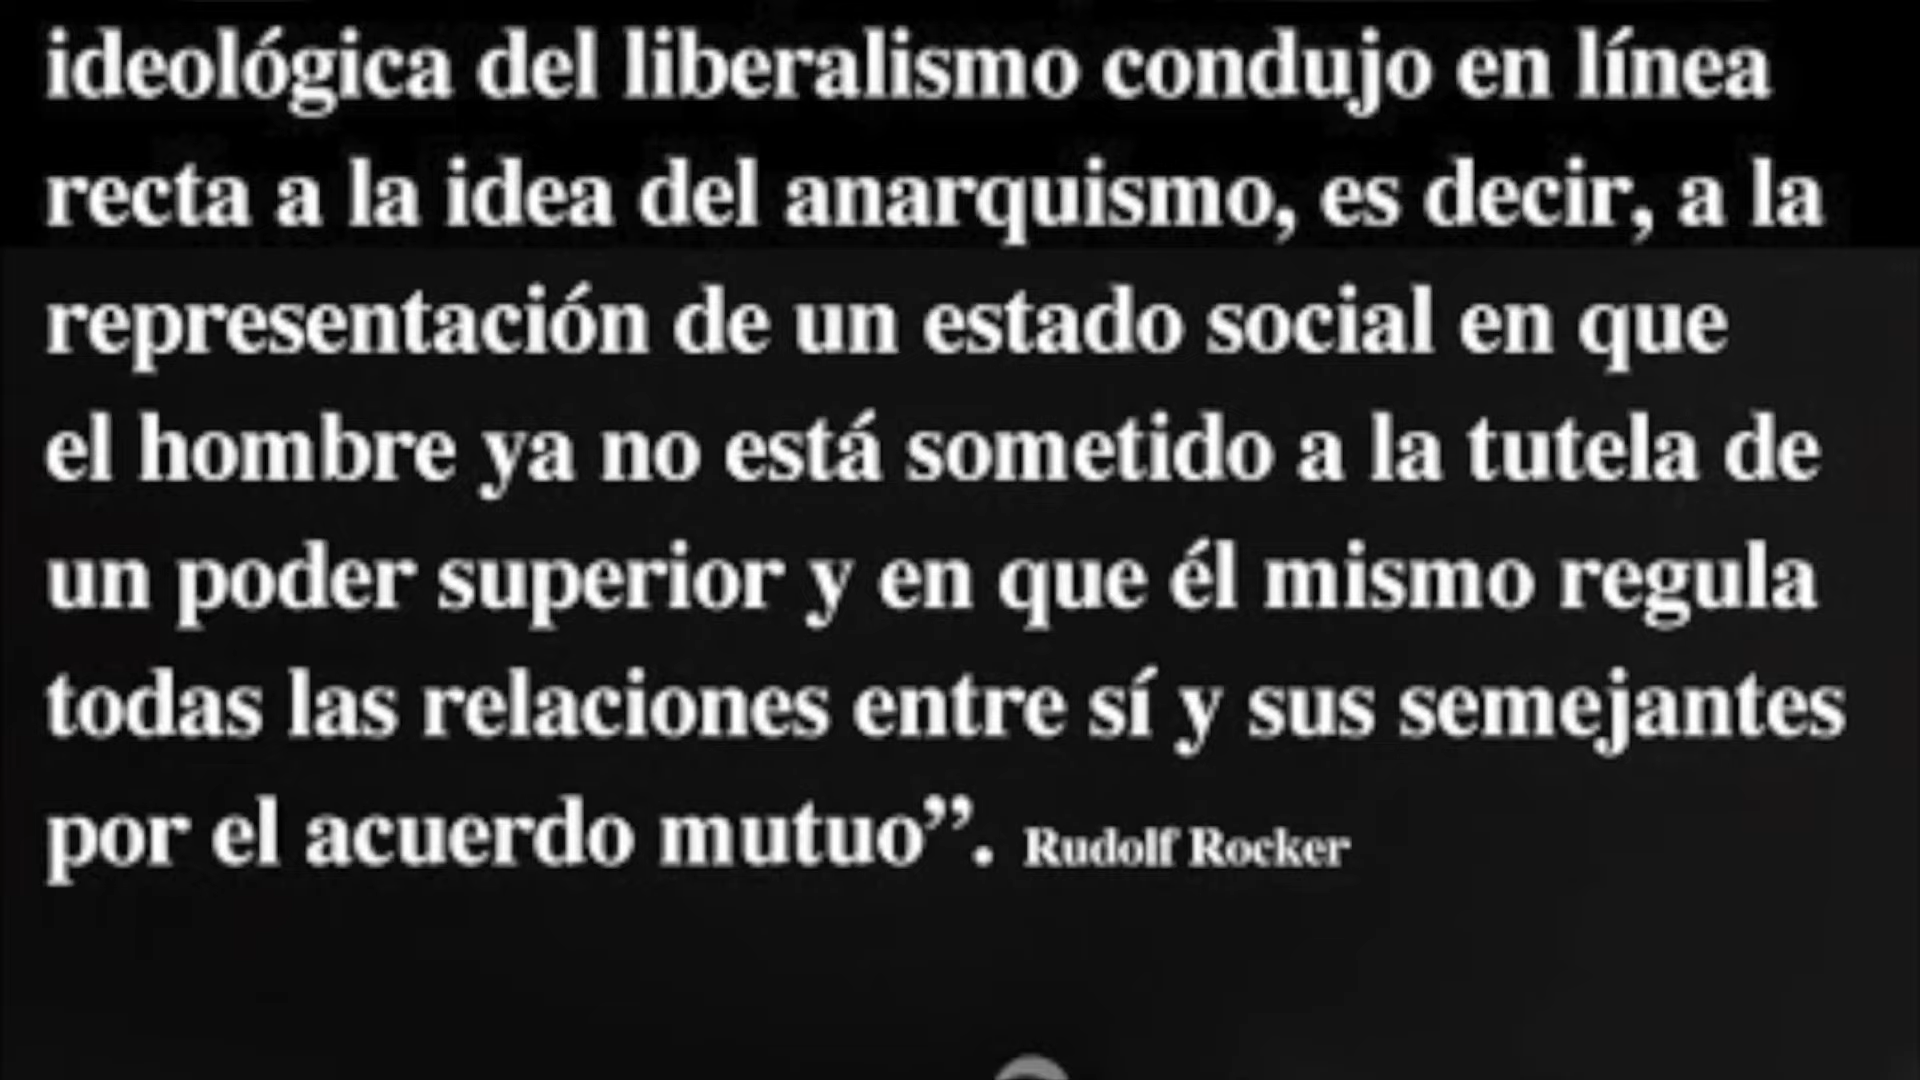 ideológica del liberalismo condujo en línea
recta a la idea del anarquismo, es decir, a la
representación de un estado social en que
el hombre ya no está sometido a la tutela de
un poder superior y en que él mismo regula
todas las relaciones entre sí y sus semejantes
por el acuerdo mutuo”. Rudolf Rocker